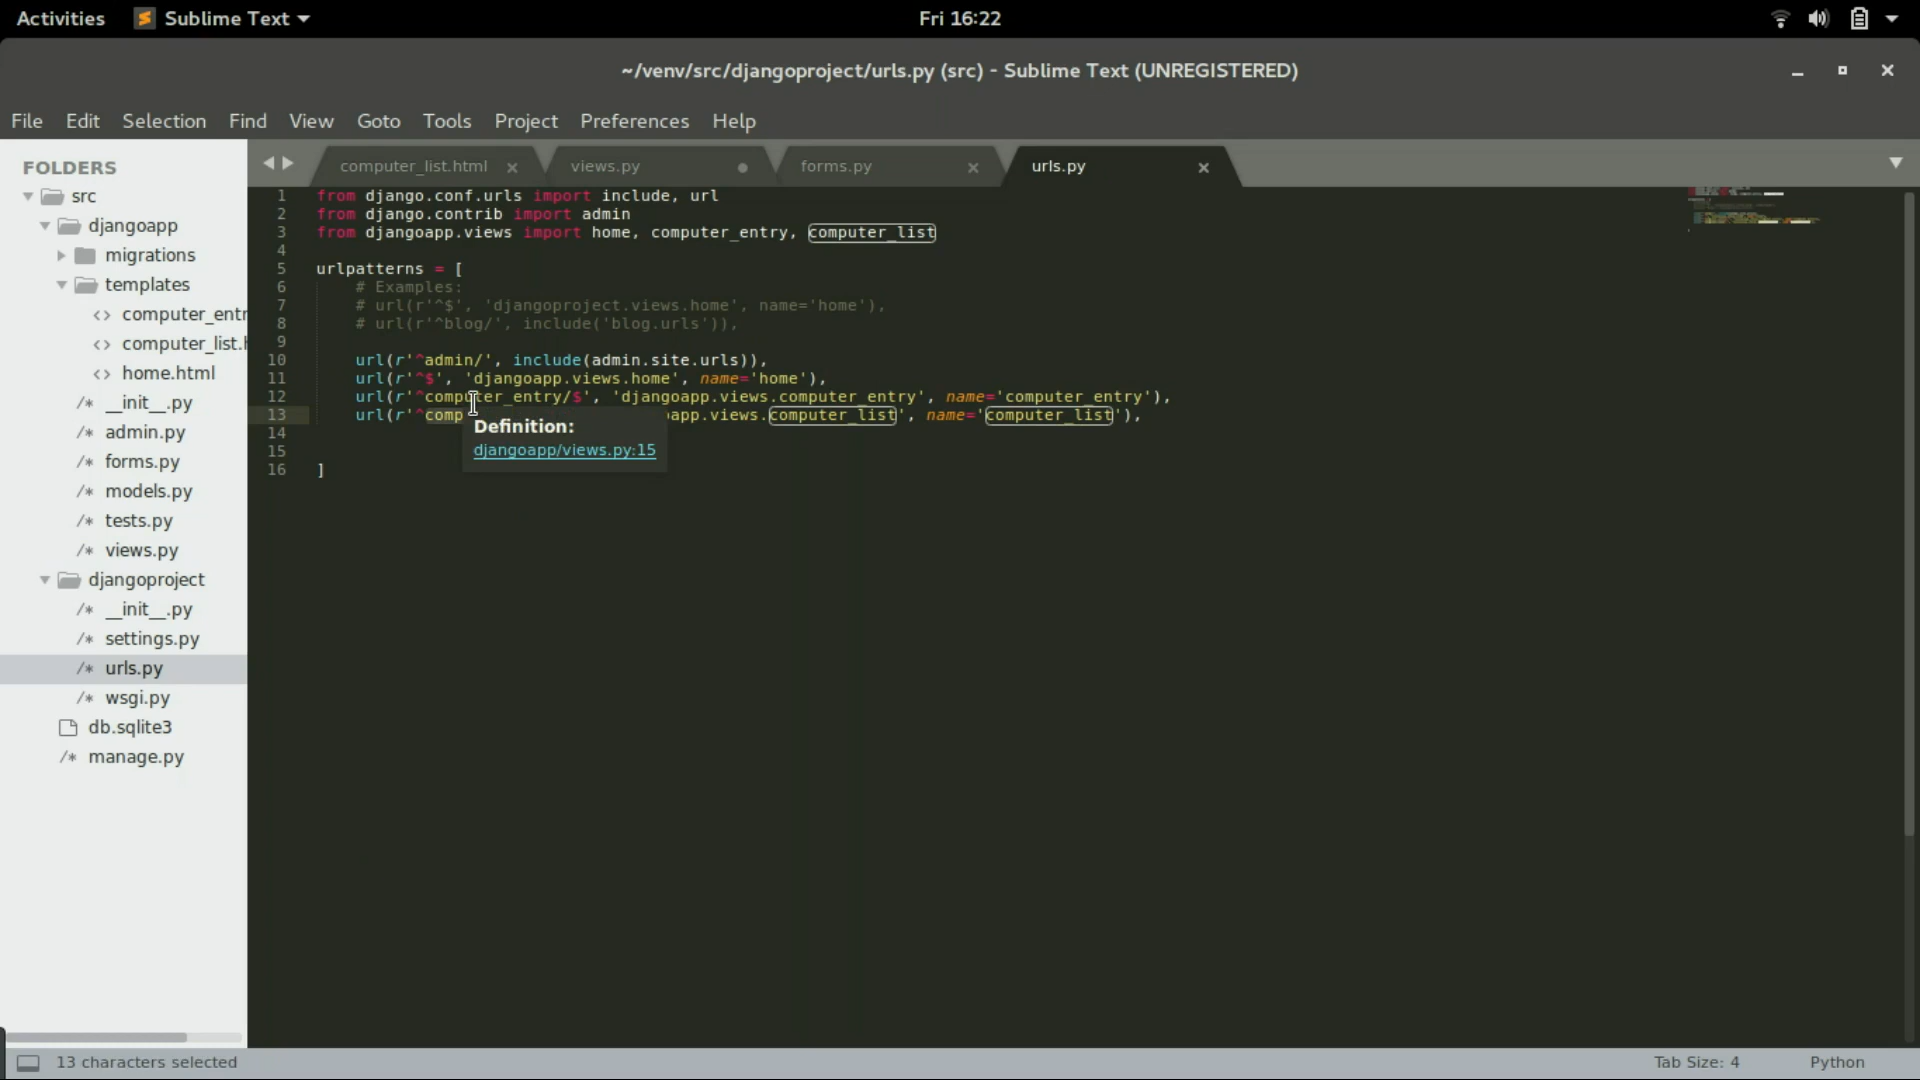 Activities Sublime Text Fri 16:22
~/venv/src/djangoproject/urls.py (src) - Sublime Text (UNREGISTERED)
File Edit Selection Find View Goto Tools Project Preferences Help
FOLDERS
src
djangoapp
migrations
templates
computer_entr
computer_list.h
home.html
__init__.py
admin.py
forms.py
models.py
tests.py
views.py
djangoproject
__init__.py
settings.py
urls.py
wsgi.py
db.sqlite3
manage.py
computer_list.html views.py forms.py urls.py
1 from django.conf.urls import include, url
2 from django.contrib import admin
3 from djangoapp.views import home, computer_entry, computer_list
4
5 urlpatterns = [
6 # Examples:
7 # url(r'^$', 'djangoproject.views.home', name='home'),
8 # url(r'^blog/', include('blog.urls')),
9
10 url(r'^admin/', include(admin.site.urls)),
11 url(r'^$', 'djangoapp.views.home', name='home'),
12 url(r'^computer_entry/$', 'djangoapp.views.computer_entry', name='computer_entry'),
13 url(r'^comp app.views.computer_list', name='computer_list'),
14
15
16 ]
Definition:
djangoapp/views.py:15
13 characters selected Tab Size: 4 Python